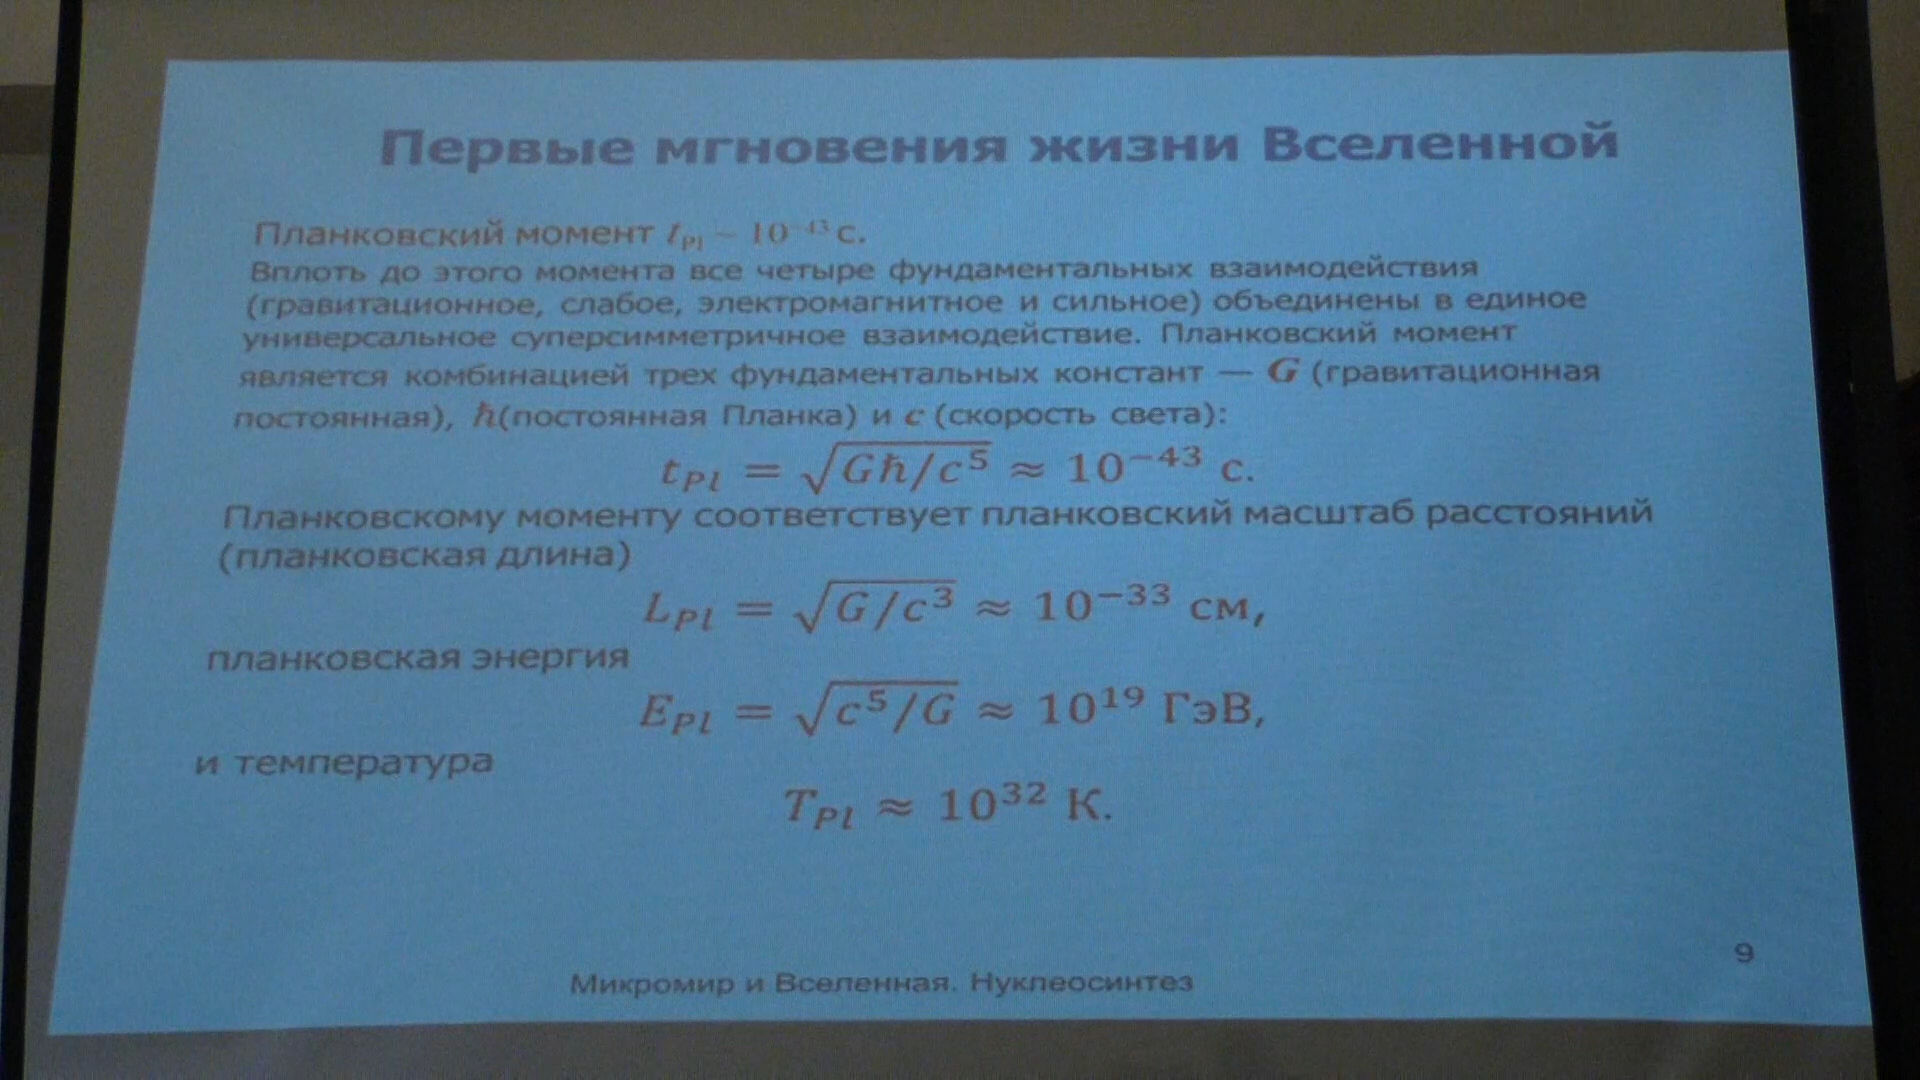 Первые мгновения жизни Вселенной
Планковский момент t_Pl ~ 10⁻⁴³ с.
Вплоть до этого момента все четыре фундаментальных взаимодействия
(гравитационное, слабое, электромагнитное и сильное) объединены в единое
универсальное суперсимметричное взаимодействие. Планковский момент
является комбинацией трех фундаментальных констант — G (гравитационная
постоянная), ℏ(постоянная Планка) и c (скорость света):
t_Pl = √(Gℏ/c⁵) ≈ 10⁻⁴³ с.
Планковскому моменту соответствует планковский масштаб расстояний
(планковская длина)
L_Pl = √(G/c³) ≈ 10⁻³³ см,
планковская энергия
E_Pl = √(c⁵/G) ≈ 10¹⁹ ГэВ,
и температура
T_Pl ≈ 10³² К.
9
Микромир и Вселенная. Нуклеосинтез